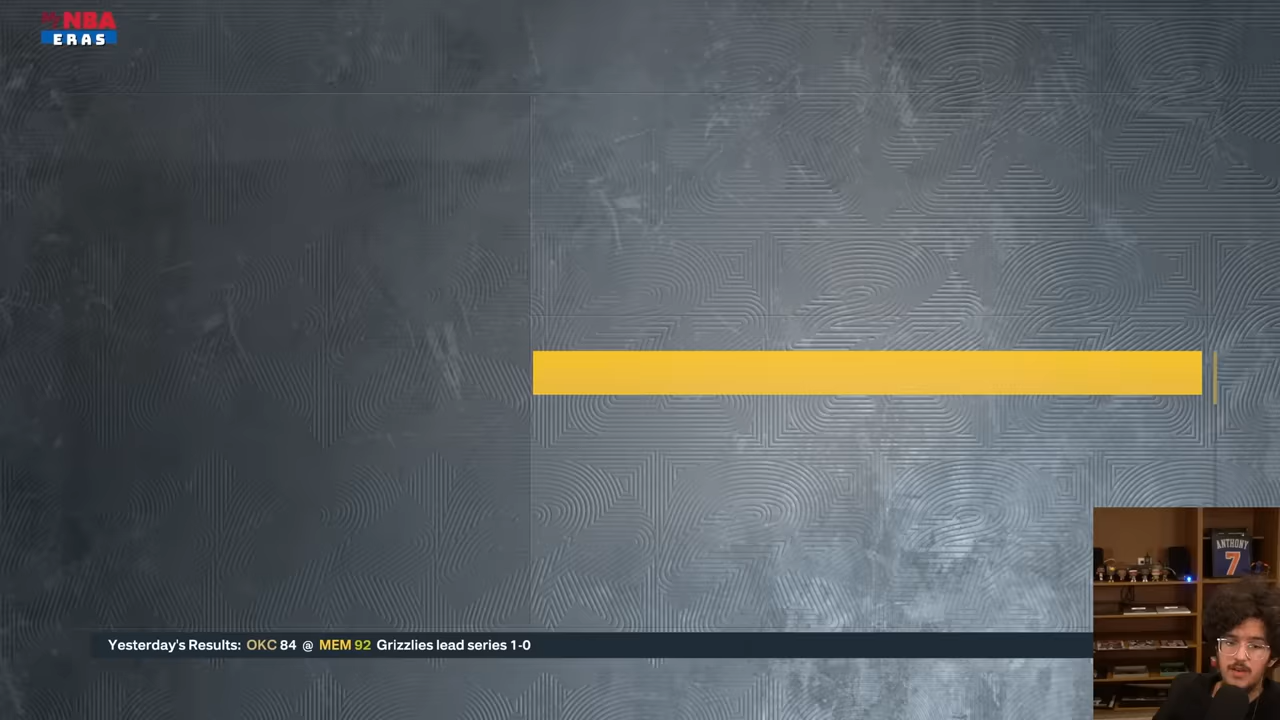 NBA
ERAS
Yesterday's Results: OKC 84 @ MEM 92 Grizzlies lead series 1-0
ANTHONY
7